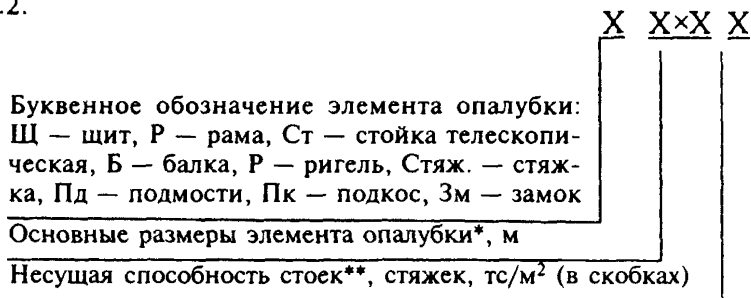 .2.
X X×X X
Буквенное обозначение элемента опалубки:
Щ — щит, Р — рама, Ст — стойка телескопи-
ческая, Б — балка, Р — ригель, Стяж. — стяж-
ка, Пд — подмости, Пк — подкос, Зм — замок
Основные размеры элемента опалубки*, м
Несущая способность стоек**, стяжек, тс/м² (в скобках)